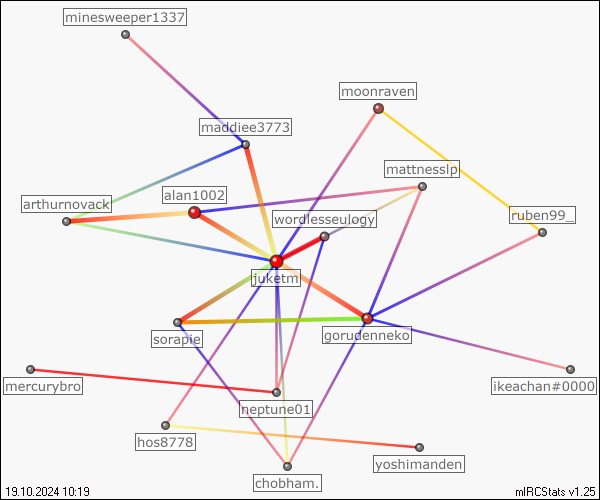 minesweeper1337
moonraven
maddiee3773
mattnesslp
alan1002
arthurnovack
wordlesseulogy
ruben99_
juketm
sorapie
gorudenneko
mercurybro
ikeachan#0000
neptune01
hos8778
yoshimanden
chobham.
19.10.2024 10:19
mIRCStats v1.25